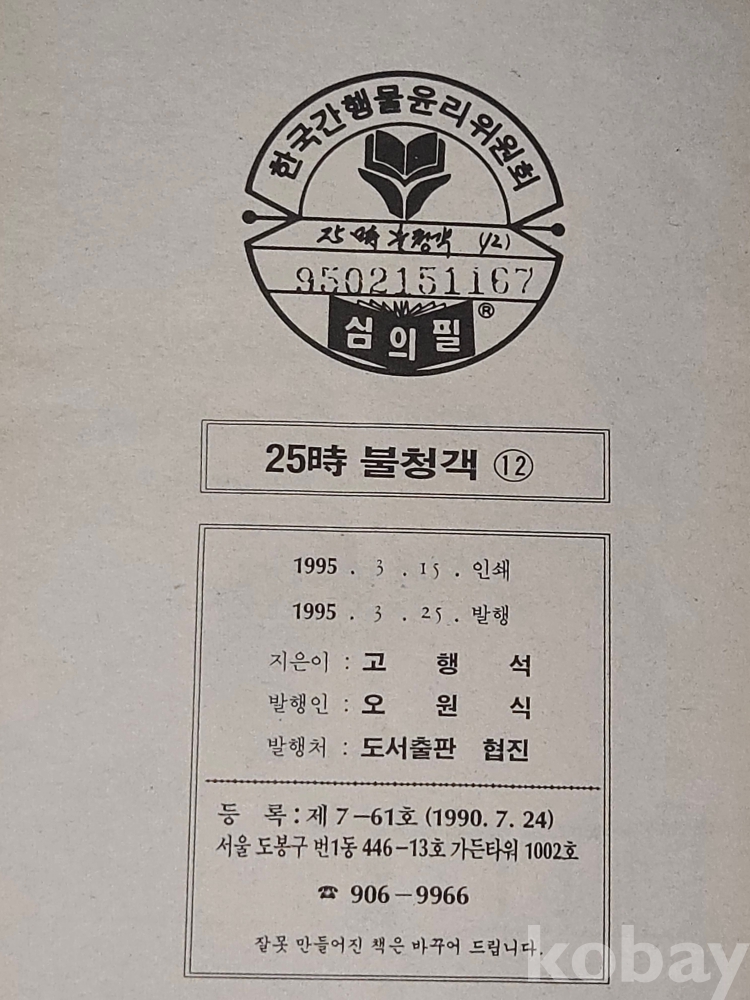 한국간행물윤리위원회
25時 불청객 (12)
9502151167
심의필 ®
25時 불청객 ⑫
1995 . 3 . 15 . 인쇄
1995 . 3 . 25 . 발행
지은이 : 고 행 석
발행인 : 오 원 식
발행처 : 도서출판 협진
등 록 : 제 7-61호 (1990. 7. 24)
서울 도봉구 번1동 446-13호 가든타워 1002호
☎ 906-9966
잘못 만들어진 책은 바꾸어 드립니다.
kobay